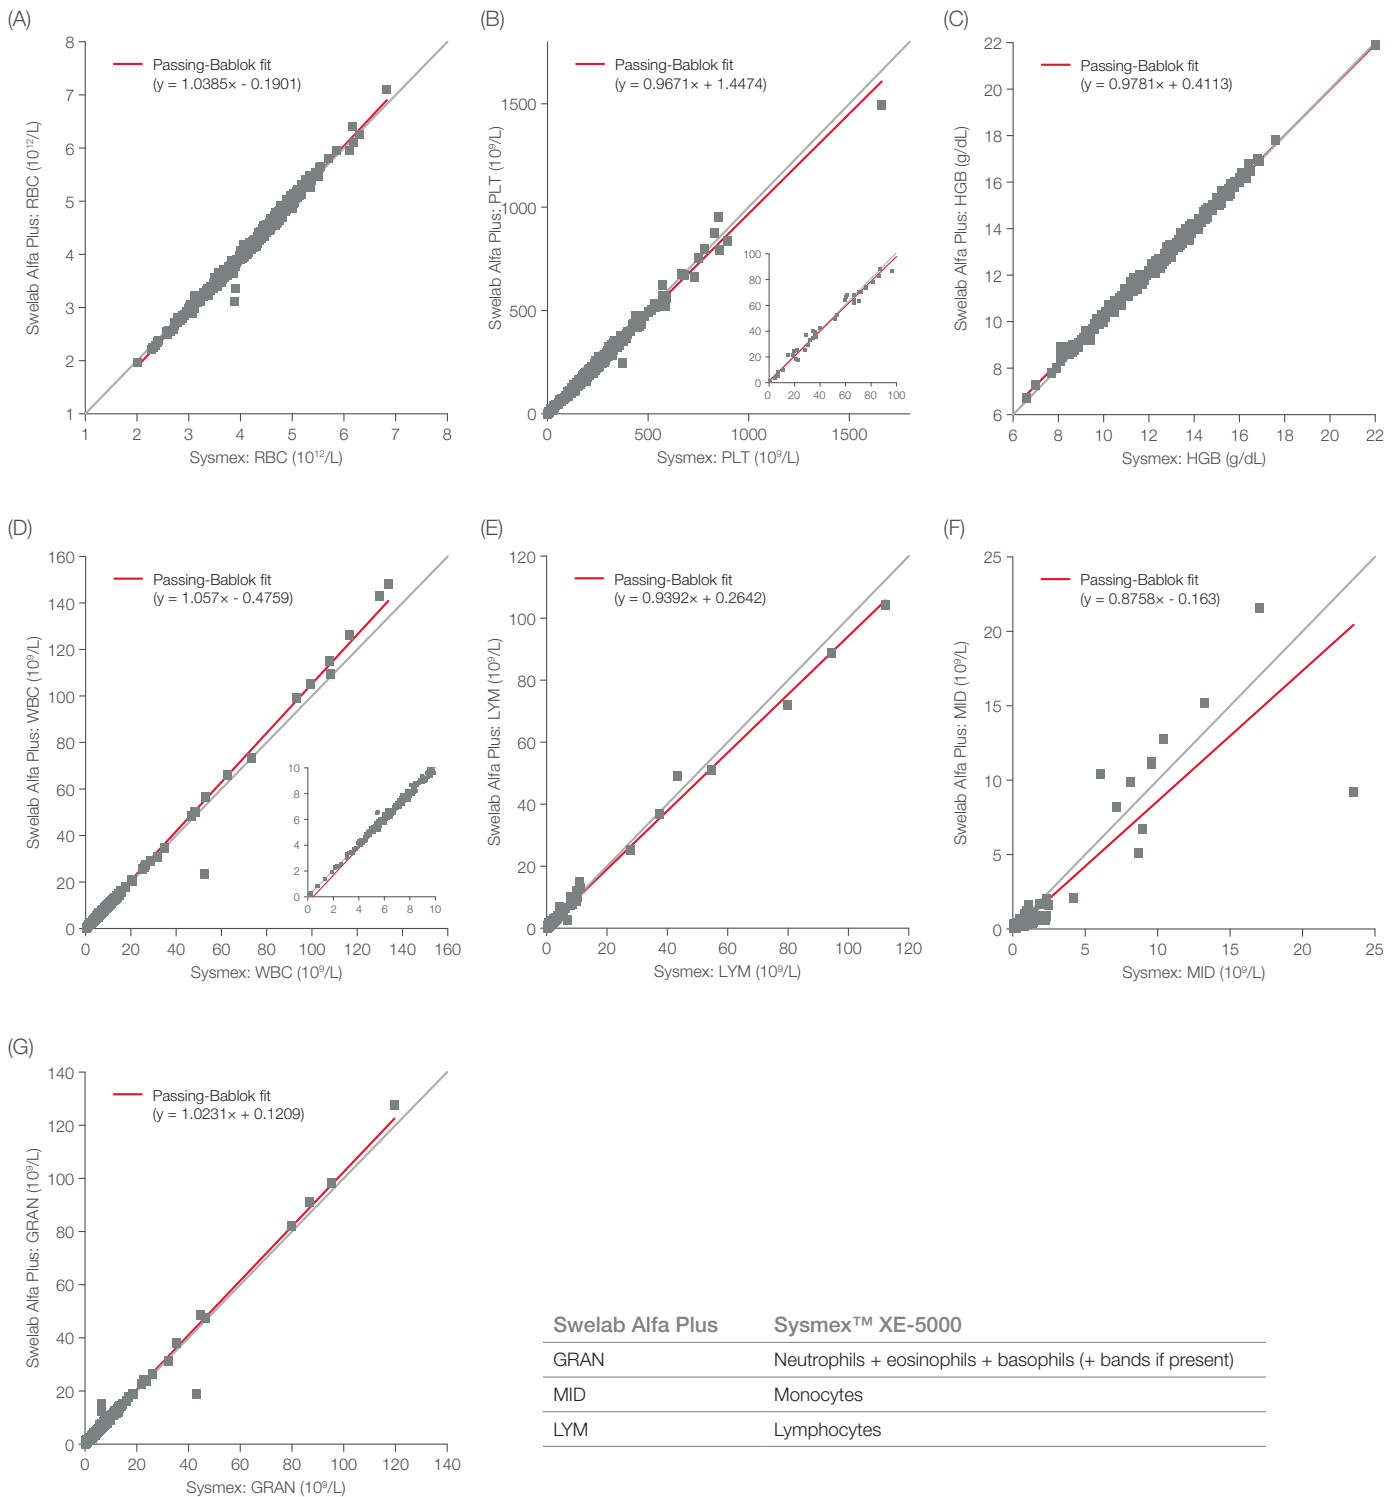 (A)
8
7
6
5
4
3
2
1
1 2 3 4 5 6 7 8
Swelab Alfa Plus: RBC (10¹²/L)
Sysmex: RBC (10¹²/L)
Passing-Bablok fit
(y = 1.0385× - 0.1901)
(B)
1500
1000
500
0
0 500 1000 1500
Swelab Alfa Plus: PLT (10⁹/L)
Sysmex: PLT (10⁹/L)
Passing-Bablok fit
(y = 0.9671× + 1.4474)
100
80
60
40
20
0
0 20 40 60 80 100
(C)
22
20
18
16
14
12
10
8
6
6 8 10 12 14 16 18 20 22
Swelab Alfa Plus: HGB (g/dL)
Sysmex: HGB (g/dL)
Passing-Bablok fit
(y = 0.9781× + 0.4113)
(D)
160
140
120
100
80
60
40
20
0
0 20 40 60 80 100 120 140 160
Swelab Alfa Plus: WBC (10⁹/L)
Sysmex: WBC (10⁹/L)
Passing-Bablok fit
(y = 1.057× - 0.4759)
10
8
6
4
2
0
0 2 4 6 8 10
(E)
120
100
80
60
40
20
0
0 20 40 60 80 100 120
Swelab Alfa Plus: LYM (10⁹/L)
Sysmex: LYM (10⁹/L)
Passing-Bablok fit
(y = 0.9392× + 0.2642)
(F)
25
20
15
10
5
0
0 5 10 15 20 25
Swelab Alfa Plus: MID (10⁹/L)
Sysmex: MID (10⁹/L)
Passing-Bablok fit
(y = 0.8758× - 0.163)
(G)
140
120
100
80
60
40
20
0
0 20 40 60 80 100 120 140
Swelab Alfa Plus: GRAN (10⁹/L)
Sysmex: GRAN (10⁹/L)
Passing-Bablok fit
(y = 1.0231× + 0.1209)
Swelab Alfa Plus Sysmex™ XE-5000
GRAN Neutrophils + eosinophils + basophils (+ bands if present)
MID Monocytes
LYM Lymphocytes